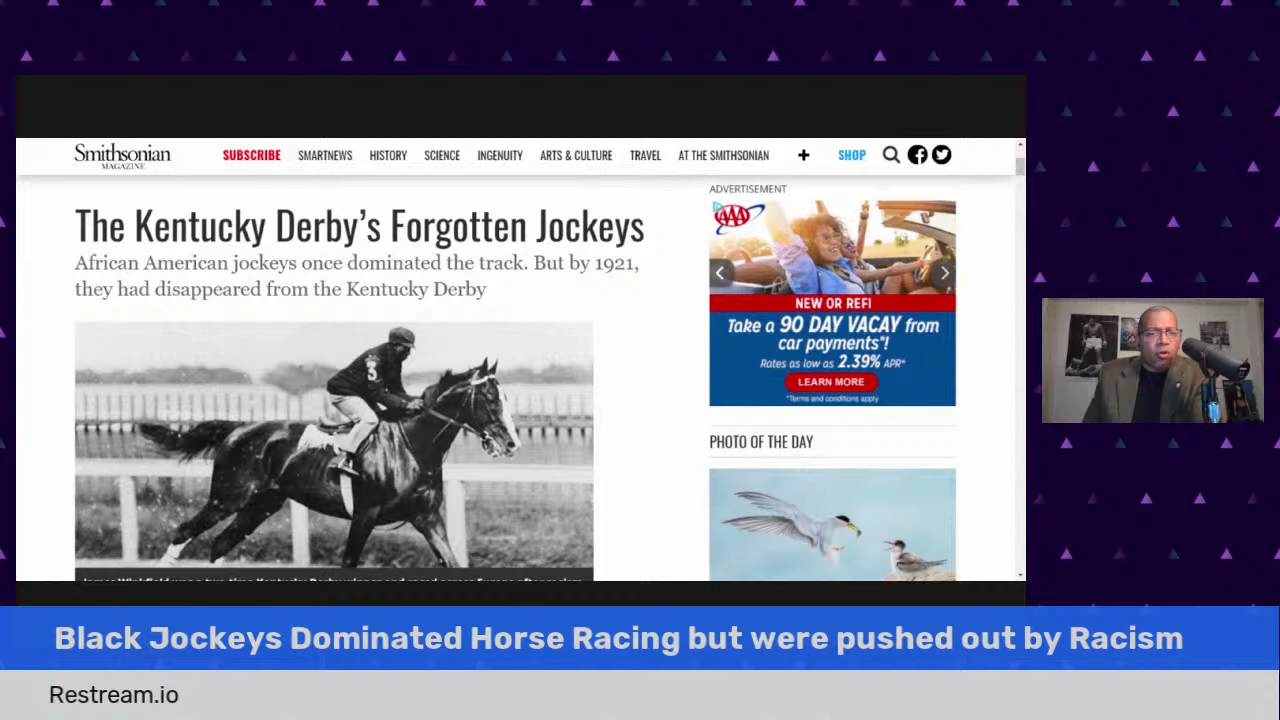 Smithsonian
MAGAZINE
SUBSCRIBE SMARTNEWS HISTORY SCIENCE INGENUITY ARTS & CULTURE TRAVEL AT THE SMITHSONIAN + SHOP
The Kentucky Derby's Forgotten Jockeys
African American jockeys once dominated the track. But by 1921,
they had disappeared from the Kentucky Derby
3
ADVERTISEMENT
AAA
NEW OR REFI
Take a 90 DAY VACAY from
car payments*!
Rates as low as 2.39% APR*
LEARN MORE
*Terms and conditions apply
PHOTO OF THE DAY
Black Jockeys Dominated Horse Racing but were pushed out by Racism
Restream.io